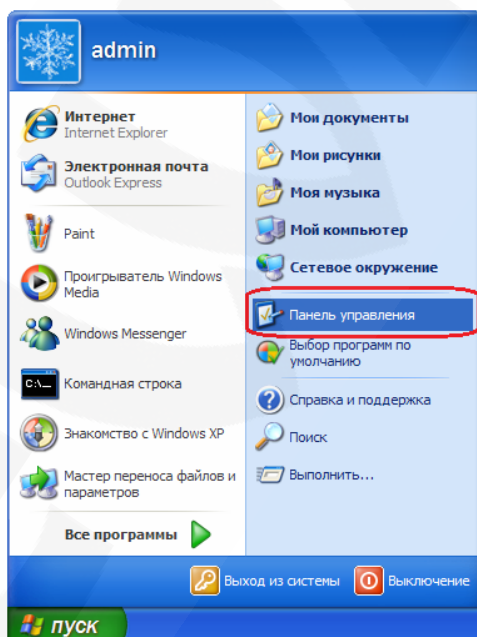 admin
Интернет
Internet Explorer
Электронная почта
Outlook Express
Paint
Проигрыватель Windows
Media
Windows Messenger
C:\_
Командная строка
Знакомство с Windows XP
Мастер переноса файлов и
параметров
Все программы
Мои документы
Мои рисунки
Моя музыка
Мой компьютер
Сетевое окружение
Панель управления
Выбор программ по
умолчанию
Справка и поддержка
Поиск
Выполнить...
Выход из системы
Выключение
пуск